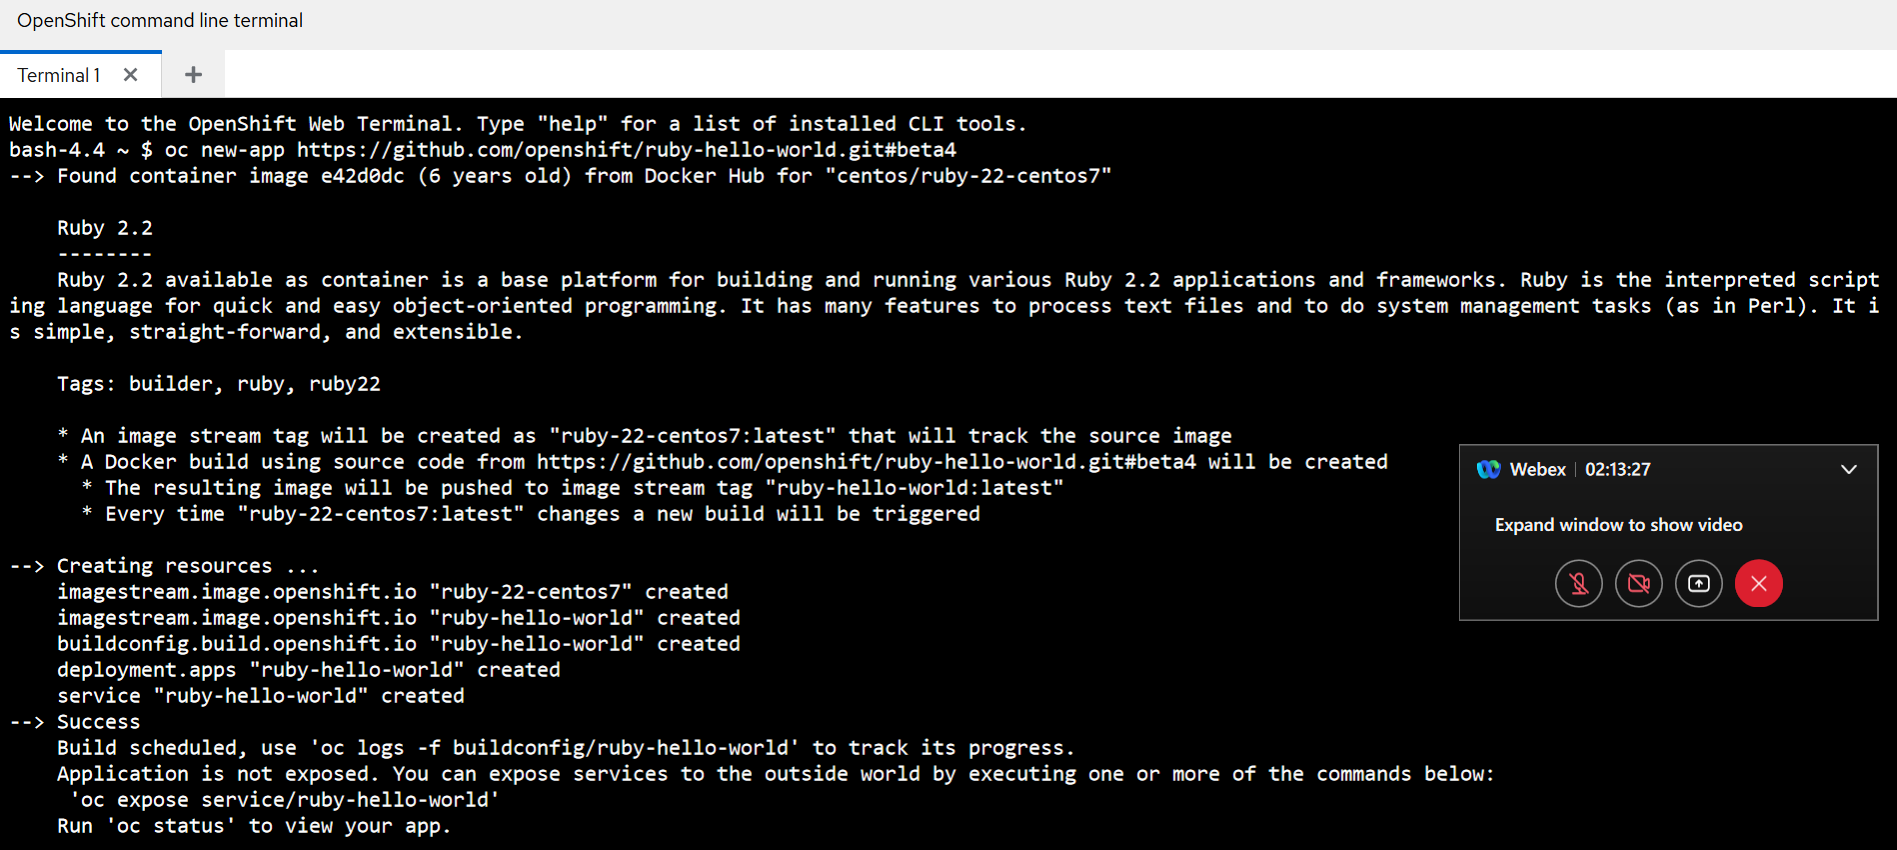 OpenShift command line terminal
Terminal 1
Welcome to the OpenShift Web Terminal. Type "help" for a list of installed CLI tools.
bash-4.4 ~ $ oc new-app https://github.com/openshift/ruby-hello-world.git#beta4
--> Found container image e42d0dc (6 years old) from Docker Hub for "centos/ruby-22-centos7"
Ruby 2.2
--------
Ruby 2.2 available as container is a base platform for building and running various Ruby 2.2 applications and frameworks. Ruby is the interpreted script
ing language for quick and easy object-oriented programming. It has many features to process text files and to do system management tasks (as in Perl). It i
s simple, straight-forward, and extensible.
Tags: builder, ruby, ruby22
* An image stream tag will be created as "ruby-22-centos7:latest" that will track the source image
* A Docker build using source code from https://github.com/openshift/ruby-hello-world.git#beta4 will be created
* The resulting image will be pushed to image stream tag "ruby-hello-world:latest"
* Every time "ruby-22-centos7:latest" changes a new build will be triggered
--> Creating resources ...
imagestream.image.openshift.io "ruby-22-centos7" created
imagestream.image.openshift.io "ruby-hello-world" created
buildconfig.build.openshift.io "ruby-hello-world" created
deployment.apps "ruby-hello-world" created
service "ruby-hello-world" created
--> Success
Build scheduled, use 'oc logs -f buildconfig/ruby-hello-world' to track its progress.
Application is not exposed. You can expose services to the outside world by executing one or more of the commands below:
'oc expose service/ruby-hello-world'
Run 'oc status' to view your app.
Webex | 02:13:27
Expand window to show video